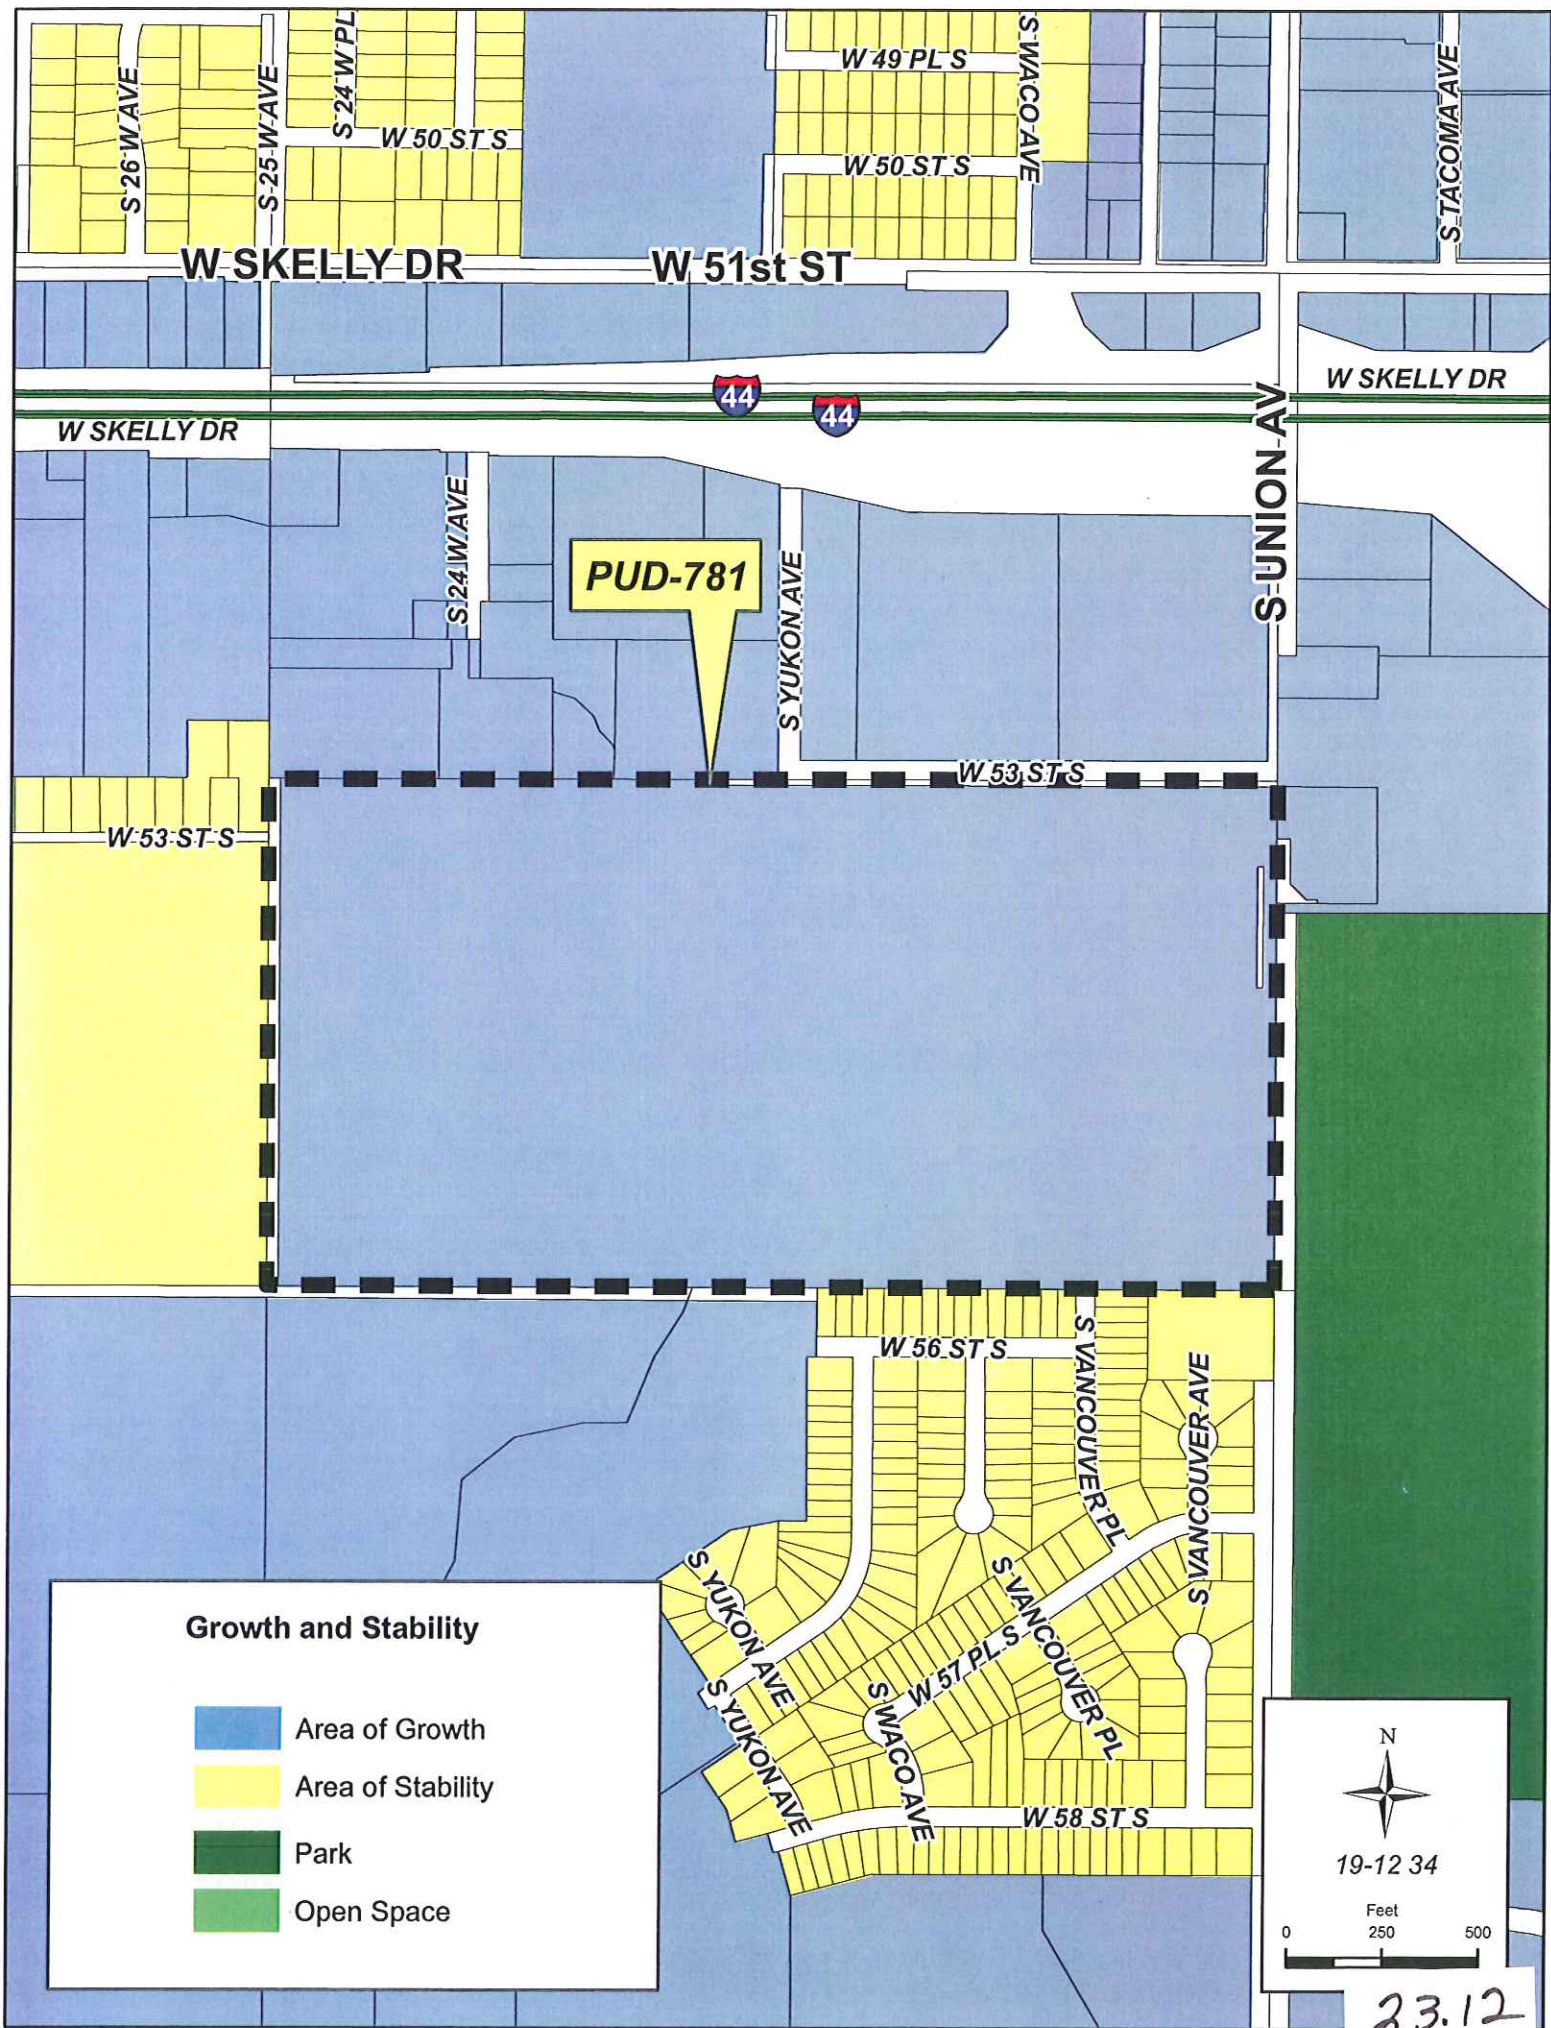 S 26 W AVE
S 25 W AVE
S 24 W PL
W 50 ST S
W 49 PL S
W 50 ST S
S WACO AVE
S TACOMA AVE
W SKELLY DR
W 51st ST
44
44
W SKELLY DR
W SKELLY DR
S UNION AV
S 24 W AVE
PUD-781
S YUKON AVE
W 53 ST S
W 53 ST S
W 56 ST S
S VANCOUVER PL
S VANCOUVER AVE
S YUKON AVE
S VANCOUVER PL
W 57 PL S
S YUKON AVE
S WACO AVE
W 58 ST S
Growth and Stability
Area of Growth
Area of Stability
Park
Open Space
N
19-12 34
Feet
0 250 500
23.12